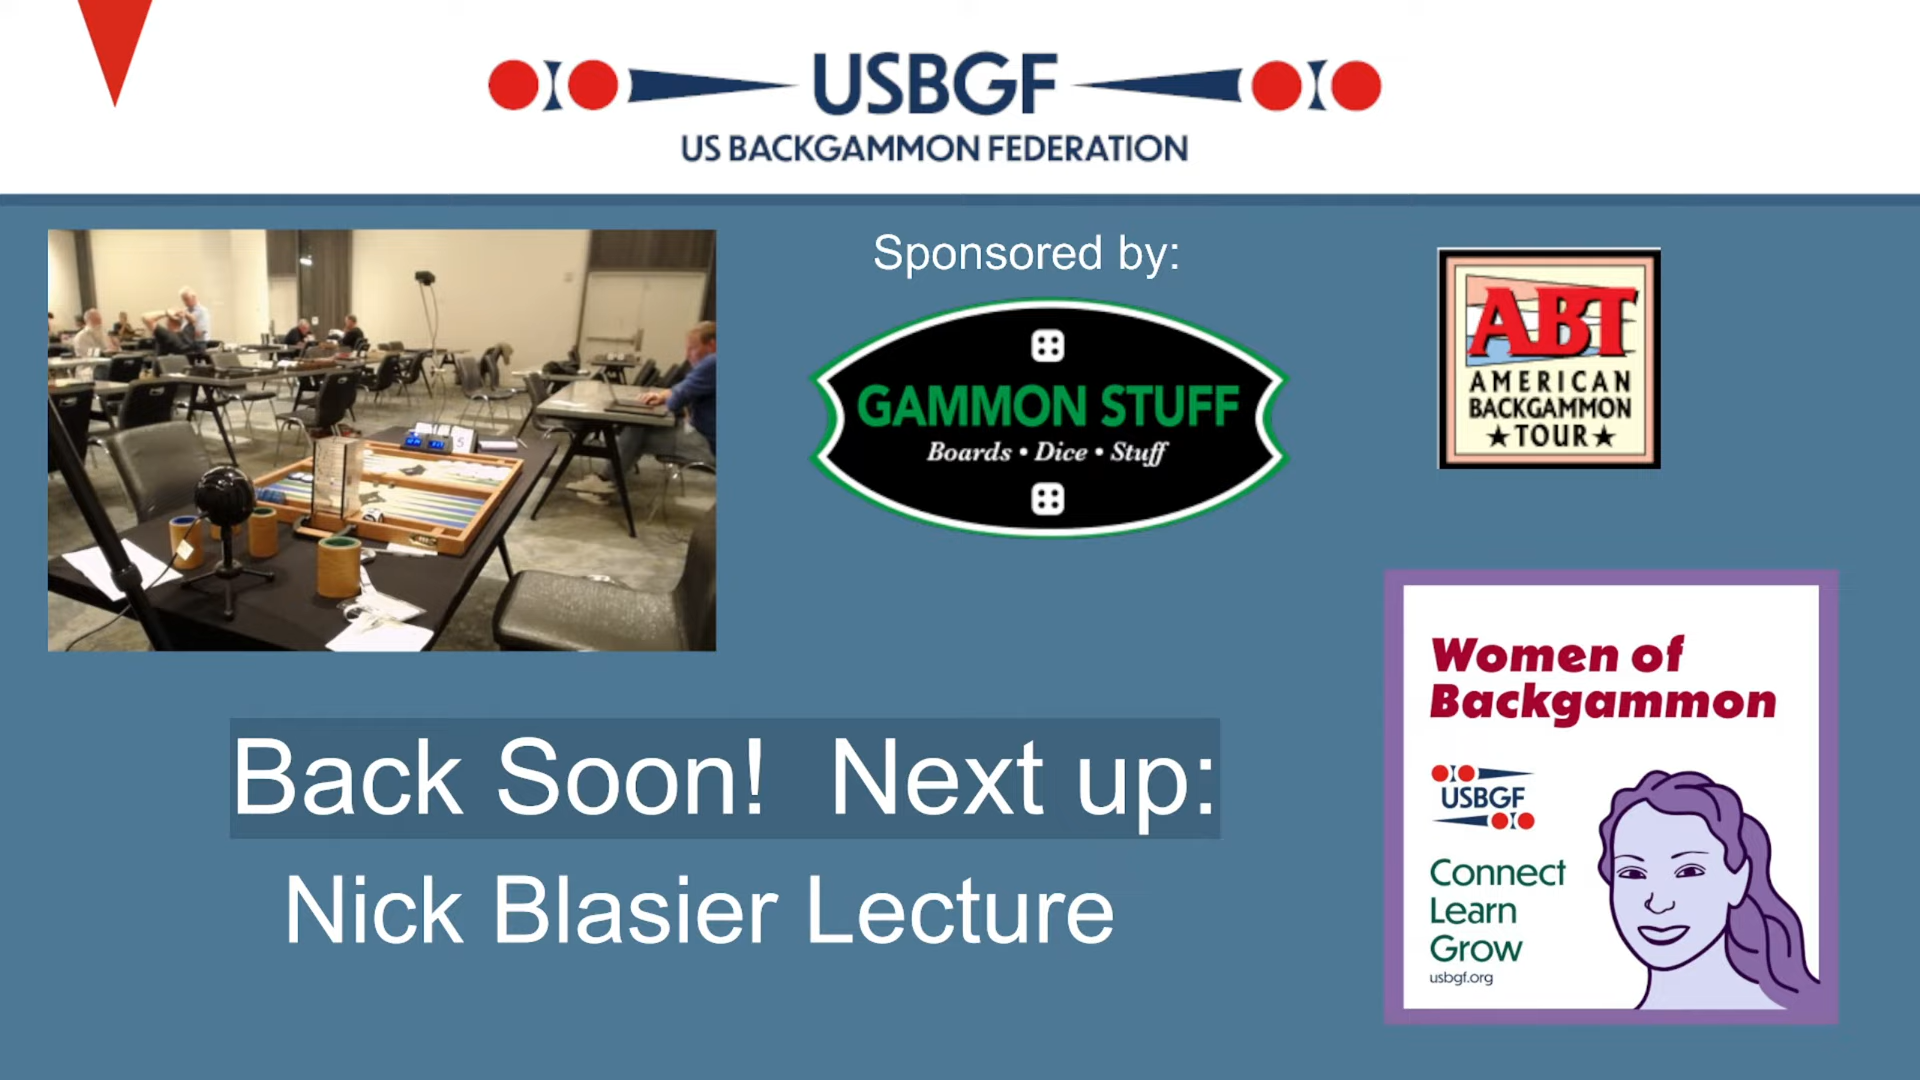 USBGF
US BACKGAMMON FEDERATION
Sponsored by:
GAMMON STUFF
Boards • Dice • Stuff
ABT
AMERICAN
BACKGAMMON
★TOUR★
Back Soon!  Next up:
Nick Blasier Lecture
Women of
Backgammon
USBGF
Connect
Learn
Grow
usbgf.org